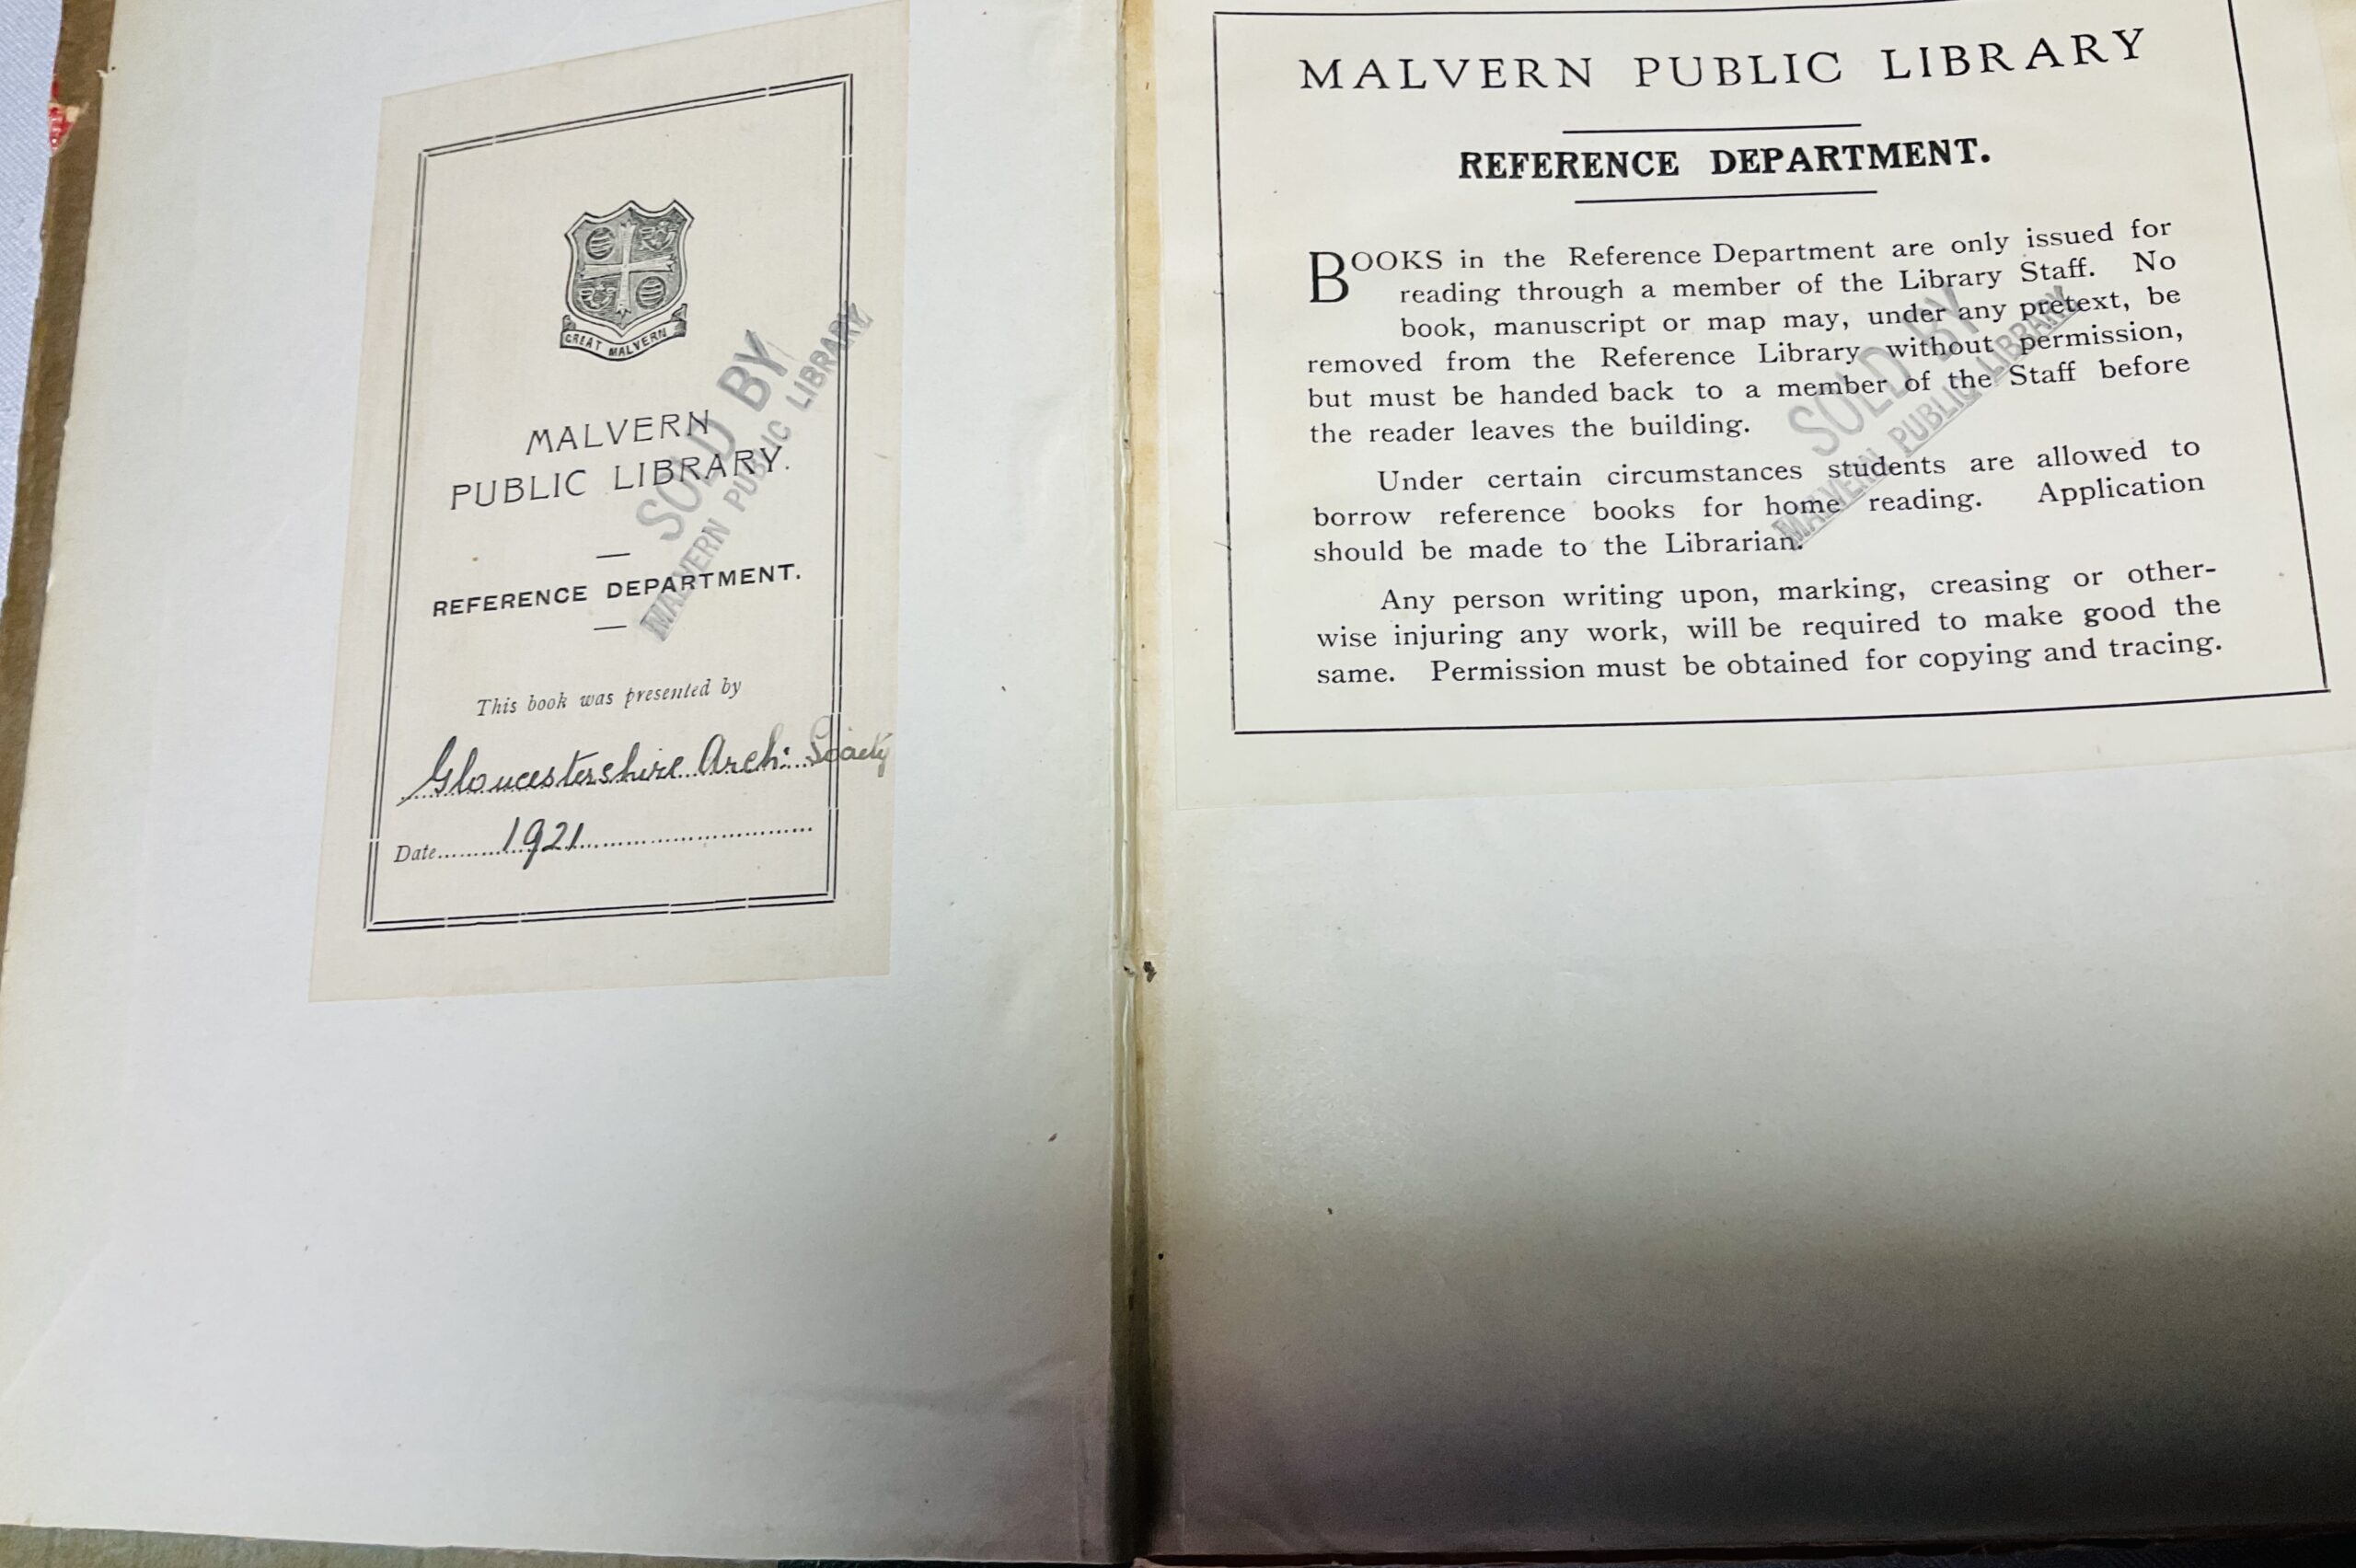 GREAT MALVERN
MALVERN
PUBLIC LIBRARY.
REFERENCE DEPARTMENT.
This book was presented by
Gloucestershire Arch: Society
Date 1921
SOLD BY
MALVERN PUBLIC LIBRARY
MALVERN PUBLIC LIBRARY
REFERENCE DEPARTMENT.
BOOKS in the Reference Department are only issued for
reading through a member of the Library Staff. No
book, manuscript or map may, under any pretext, be
removed from the Reference Library without permission,
but must be handed back to a member of the Staff before
the reader leaves the building.
Under certain circumstances students are allowed to
borrow reference books for home reading. Application
should be made to the Librarian.
Any person writing upon, marking, creasing or other-
wise injuring any work, will be required to make good the
same. Permission must be obtained for copying and tracing.
SOLD BY
MALVERN PUBLIC LIBRARY